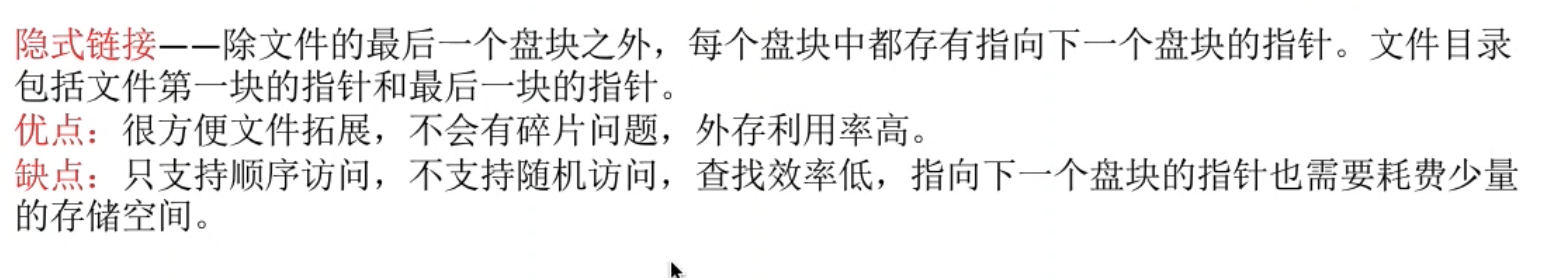 隐式链接——除文件的最后一个盘块之外，每个盘块中都存有指向下一个盘块的指针。文件目录
包括文件第一块的指针和最后一块的指针。
优点：很方便文件拓展，不会有碎片问题，外存利用率高。
缺点：只支持顺序访问，不支持随机访问，查找效率低，指向下一个盘块的指针也需要耗费少量
的存储空间。